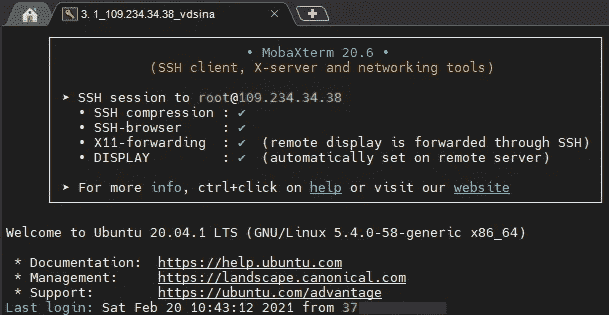 3. 1_109.234.34.38_vdsina
• MobaXterm 20.6 •
(SSH client, X-server and networking tools)
➤ SSH session to root@109.234.34.38
• SSH compression : ✔
• SSH-browser : ✔
• X11-forwarding : ✔ (remote display is forwarded through SSH)
• DISPLAY : ✔ (automatically set on remote server)
➤ For more info, ctrl+click on help or visit our website
Welcome to Ubuntu 20.04.1 LTS (GNU/Linux 5.4.0-58-generic x86_64)
* Documentation: https://help.ubuntu.com
* Management: https://landscape.canonical.com
* Support: https://ubuntu.com/advantage
Last login: Sat Feb 20 10:43:12 2021 from 37